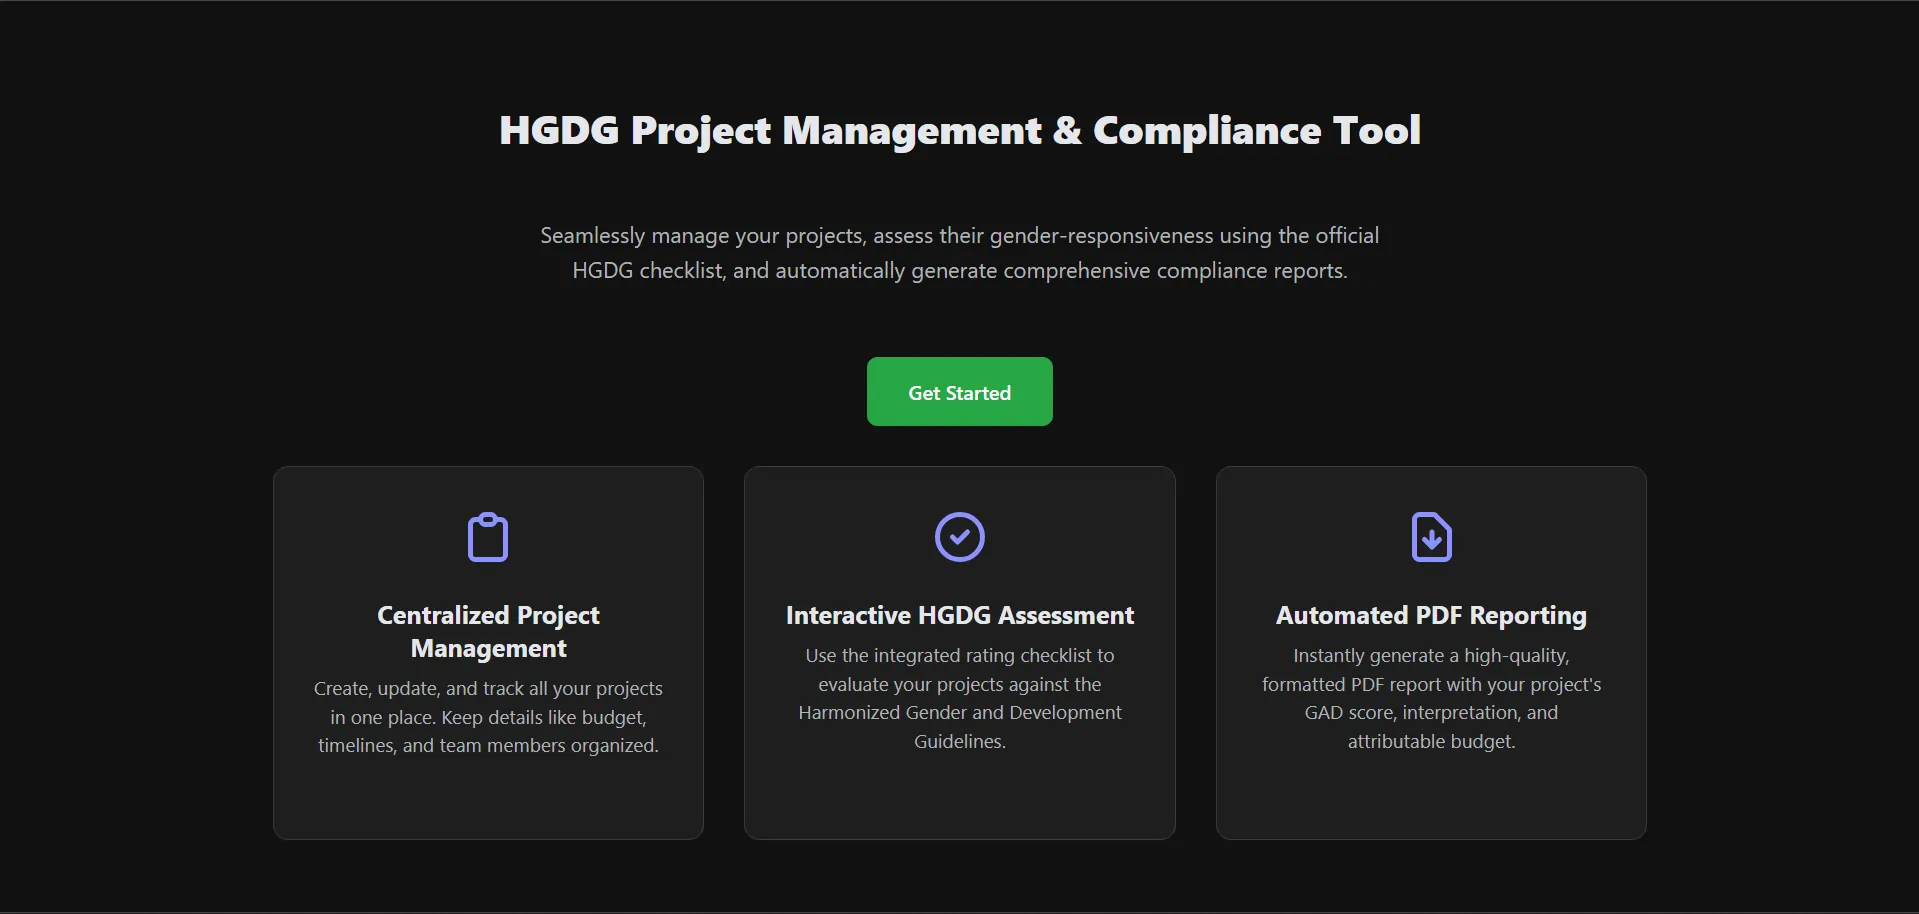 HGDG Project Management & Compliance Tool
Seamlessly manage your projects, assess their gender-responsiveness using the official
HGDG checklist, and automatically generate comprehensive compliance reports.
Get Started
Centralized Project
Management
Create, update, and track all your projects
in one place. Keep details like budget,
timelines, and team members organized.
Interactive HGDG Assessment
Use the integrated rating checklist to
evaluate your projects against the
Harmonized Gender and Development
Guidelines.
Automated PDF Reporting
Instantly generate a high-quality,
formatted PDF report with your project's
GAD score, interpretation, and
attributable budget.